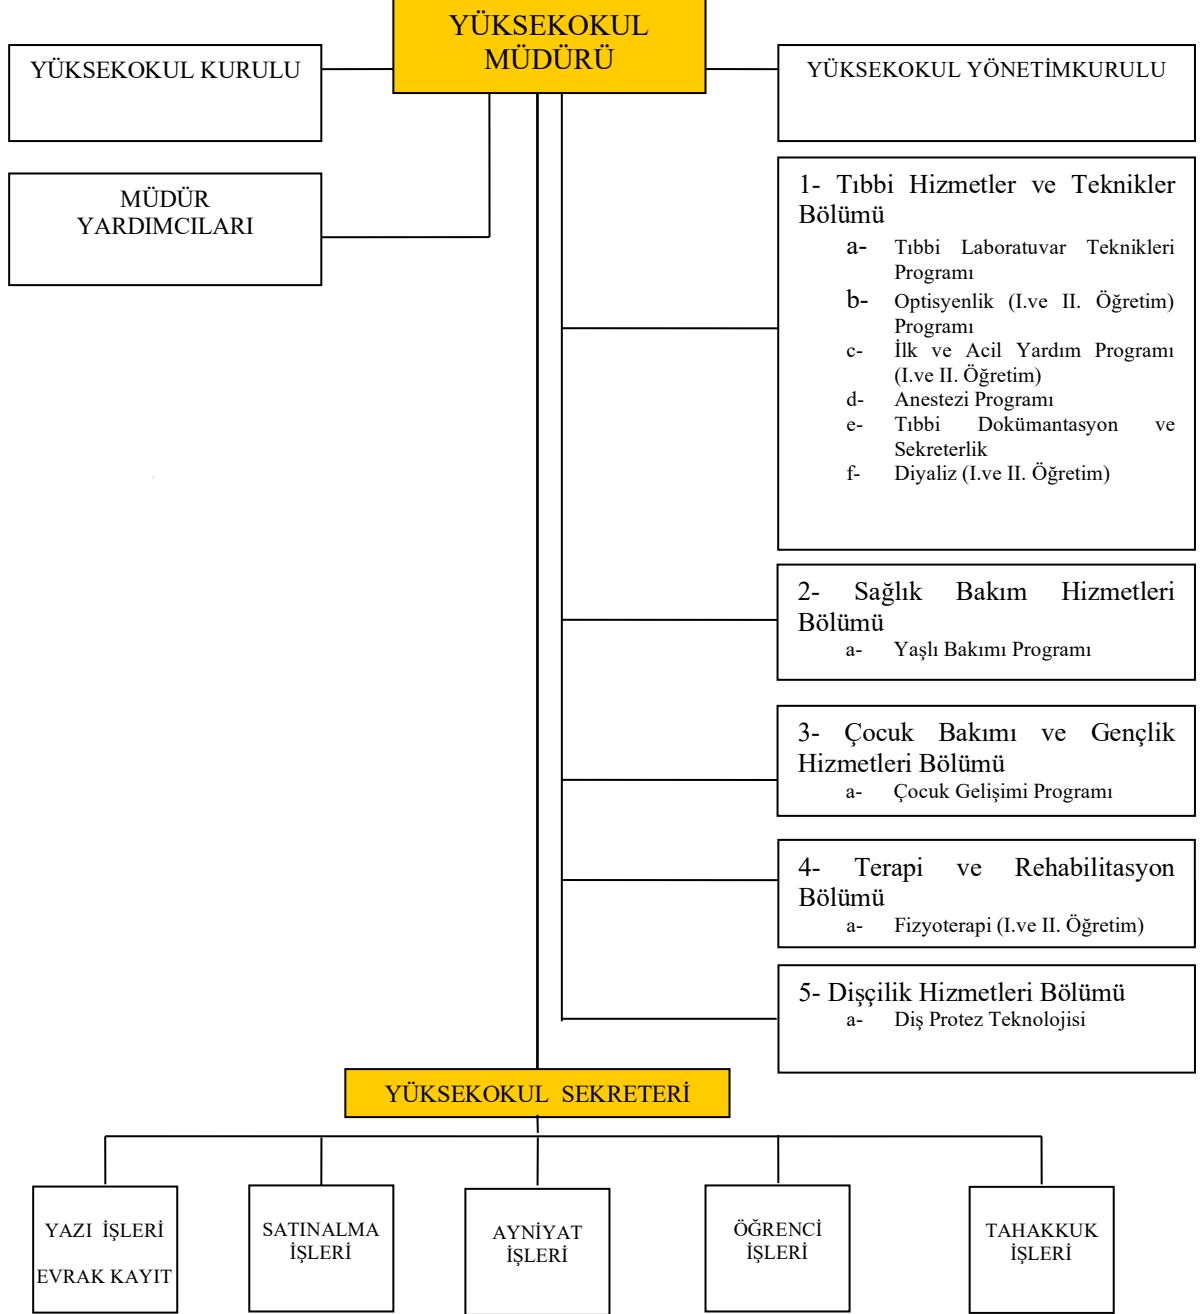 YÜKSEKOKUL
MÜDÜRÜ
YÜKSEKOKUL KURULU
YÜKSEKOKUL YÖNETİMKURULU
MÜDÜR
YARDIMCILARI
1- Tıbbi Hizmetler ve Teknikler
Bölümü
a- Tıbbi Laboratuvar Teknikleri
Programı
b- Optisyenlik (I.ve II. Öğretim)
Programı
c- İlk ve Acil Yardım Programı
(I.ve II. Öğretim)
d- Anestezi Programı
e- Tıbbi Dokümantasyon ve
Sekreterlik
f- Diyaliz (I.ve II. Öğretim)
2- Sağlık Bakım Hizmetleri
Bölümü
a- Yaşlı Bakımı Programı
3- Çocuk Bakımı ve Gençlik
Hizmetleri Bölümü
a- Çocuk Gelişimi Programı
4- Terapi ve Rehabilitasyon
Bölümü
a- Fizyoterapi (I.ve II. Öğretim)
5- Dişçilik Hizmetleri Bölümü
a- Diş Protez Teknolojisi
YÜKSEKOKUL SEKRETERİ
YAZI İŞLERİ
EVRAK KAYIT
SATINALMA
İŞLERİ
AYNİYAT
İŞLERİ
ÖĞRENCİ
İŞLERİ
TAHAKKUK
İŞLERİ